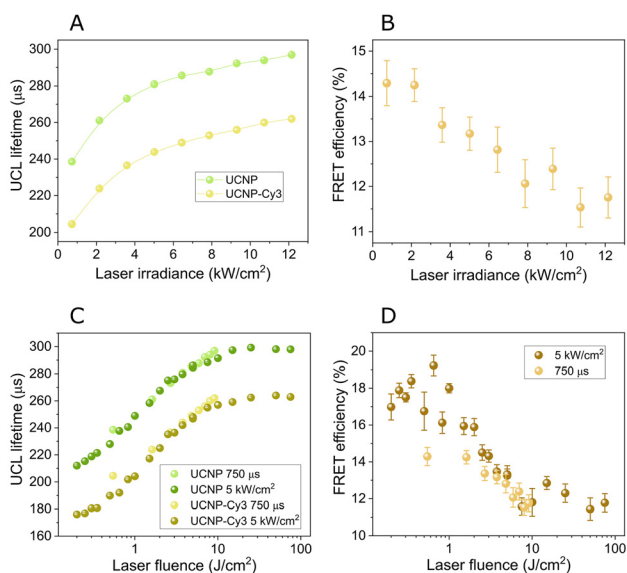 A
UCL lifetime (μs)
300
280
260
240
220
200
0 2 4 6 8 10 12
Laser irradiance (kW/cm²)
UCNP
UCNP-Cy3
B
FRET efficiency (%)
15
14
13
12
11
0 2 4 6 8 10 12
Laser irradiance (kW/cm²)
C
UCL lifetime (μs)
300
280
260
240
220
200
180
160
1 10 100
Laser fluence (J/cm²)
UCNP 750 μs
UCNP 5 kW/cm²
UCNP-Cy3 750 μs
UCNP-Cy3 5 kW/cm²
D
FRET efficiency (%)
20
18
16
14
12
10
1 10 100
Laser fluence (J/cm²)
5 kW/cm²
750 μs